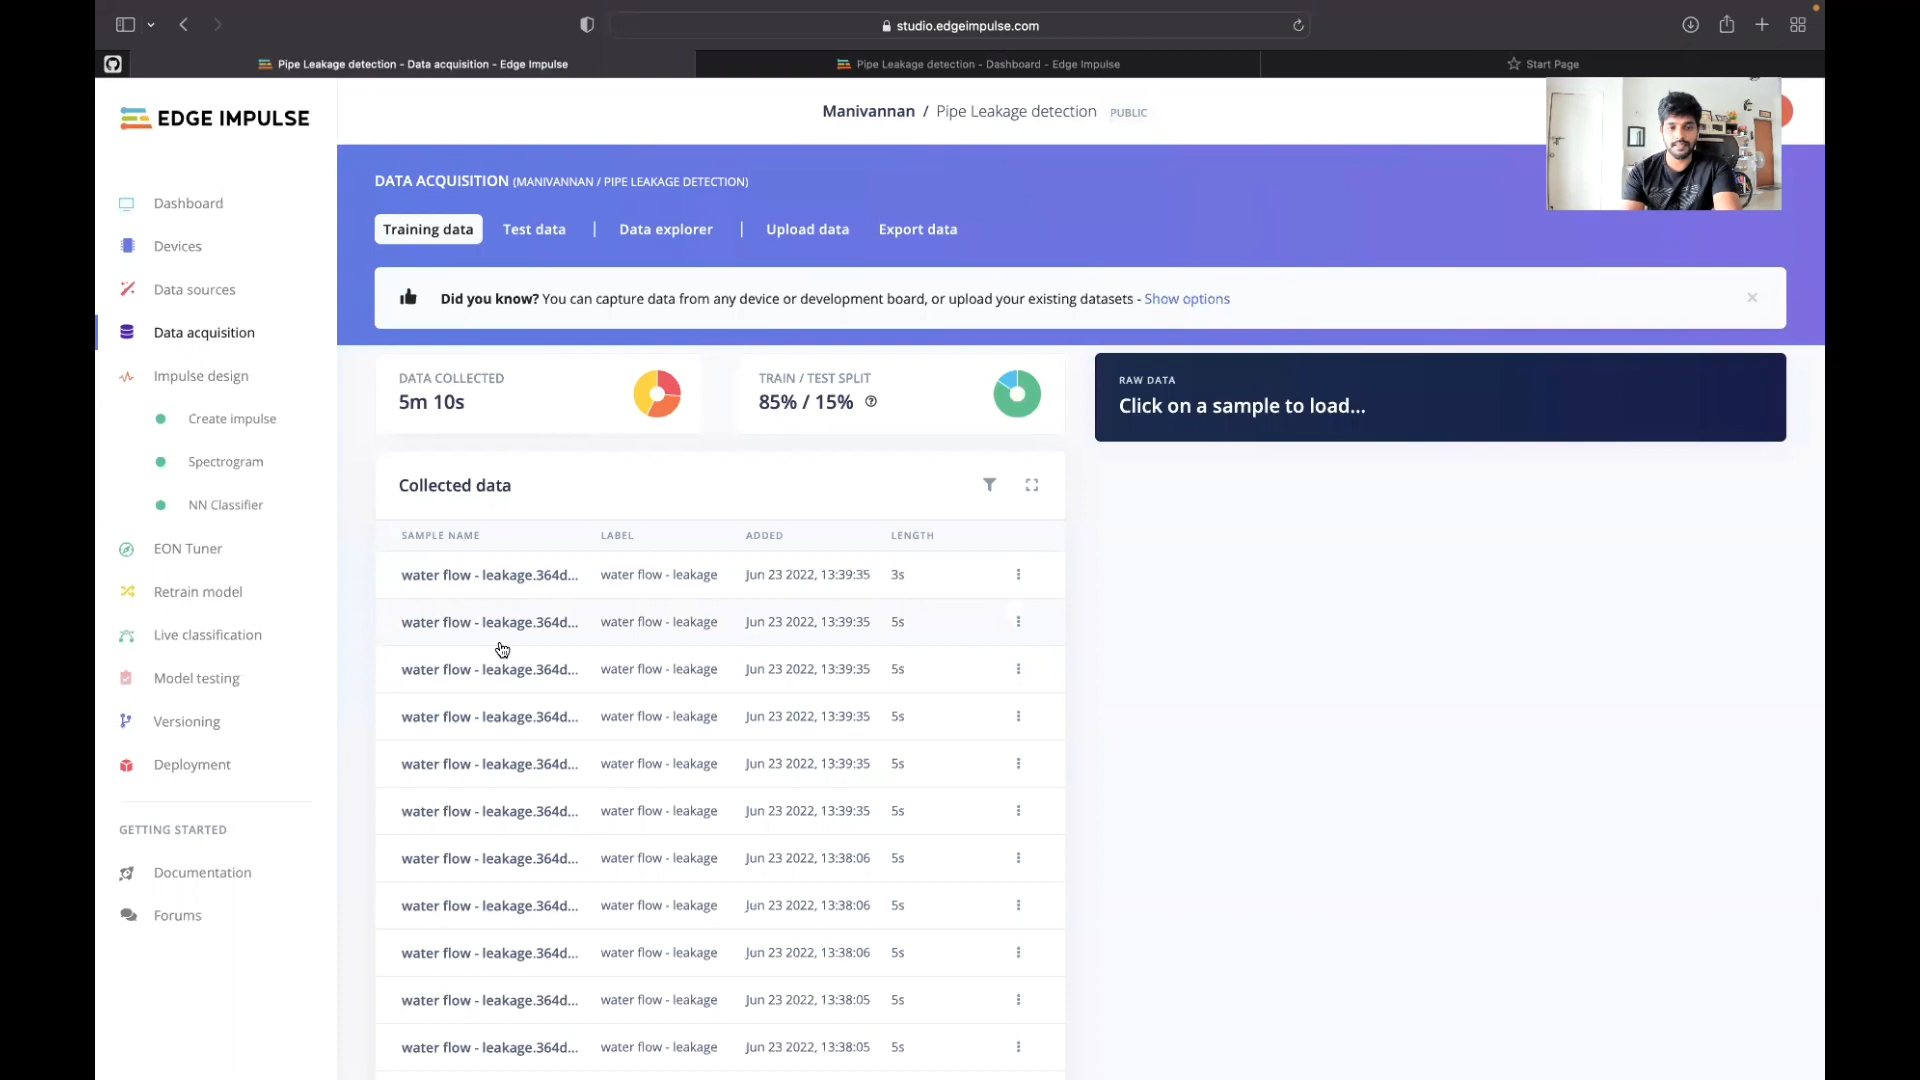 studio.edgeimpulse.com
Pipe Leakage detection - Data acquisition - Edge Impulse
Pipe Leakage detection - Dashboard - Edge Impulse
Start Page
EDGE IMPULSE
Manivannan / Pipe Leakage detection PUBLIC
Dashboard
Devices
Data sources
Data acquisition
Impulse design
Create impulse
Spectrogram
NN Classifier
EON Tuner
Retrain model
Live classification
Model testing
Versioning
Deployment
GETTING STARTED
Documentation
Forums
DATA ACQUISITION (MANIVANNAN / PIPE LEAKAGE DETECTION)
Training data Test data | Data explorer | Upload data Export data
Did you know? You can capture data from any device or development board, or upload your existing datasets - Show options
DATA COLLECTED
5m 10s
TRAIN / TEST SPLIT
85% / 15%
RAW DATA
Click on a sample to load...
Collected data
SAMPLE NAME LABEL ADDED LENGTH
water flow - leakage.364d... water flow - leakage Jun 23 2022, 13:39:35 3s
water flow - leakage.364d... water flow - leakage Jun 23 2022, 13:39:35 5s
water flow - leakage.364d... water flow - leakage Jun 23 2022, 13:39:35 5s
water flow - leakage.364d... water flow - leakage Jun 23 2022, 13:39:35 5s
water flow - leakage.364d... water flow - leakage Jun 23 2022, 13:39:35 5s
water flow - leakage.364d... water flow - leakage Jun 23 2022, 13:39:35 5s
water flow - leakage.364d... water flow - leakage Jun 23 2022, 13:38:06 5s
water flow - leakage.364d... water flow - leakage Jun 23 2022, 13:38:06 5s
water flow - leakage.364d... water flow - leakage Jun 23 2022, 13:38:06 5s
water flow - leakage.364d... water flow - leakage Jun 23 2022, 13:38:05 5s
water flow - leakage.364d... water flow - leakage Jun 23 2022, 13:38:05 5s